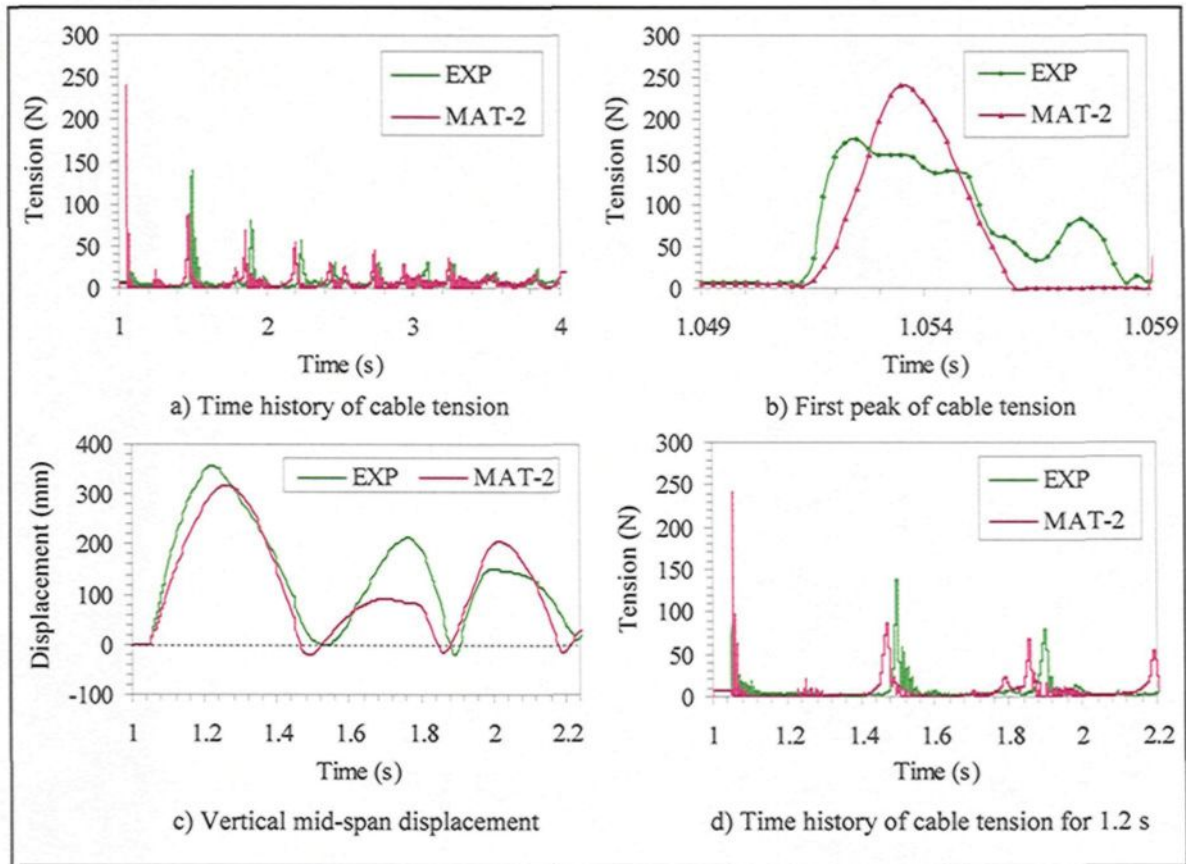 300
250
200
150
100
50
0
Tension (N)
EXP
MAT-2
1
2
3
4
Time (s)
a) Time history of cable tension
300
250
200
150
100
50
0
Tension (N)
EXP
MAT-2
1.049
1.054
1.059
Time (s)
b) First peak of cable tension
400
300
200
100
0
-100
Displacement (mm)
EXP
MAT-2
1
1.2
1.4
1.6
1.8
2
2.2
Time (s)
c) Vertical mid-span displacement
300
250
200
150
100
50
0
Tension (N)
EXP
MAT-2
1
1.2
1.4
1.6
1.8
2
2.2
Time (s)
d) Time history of cable tension for 1.2 s